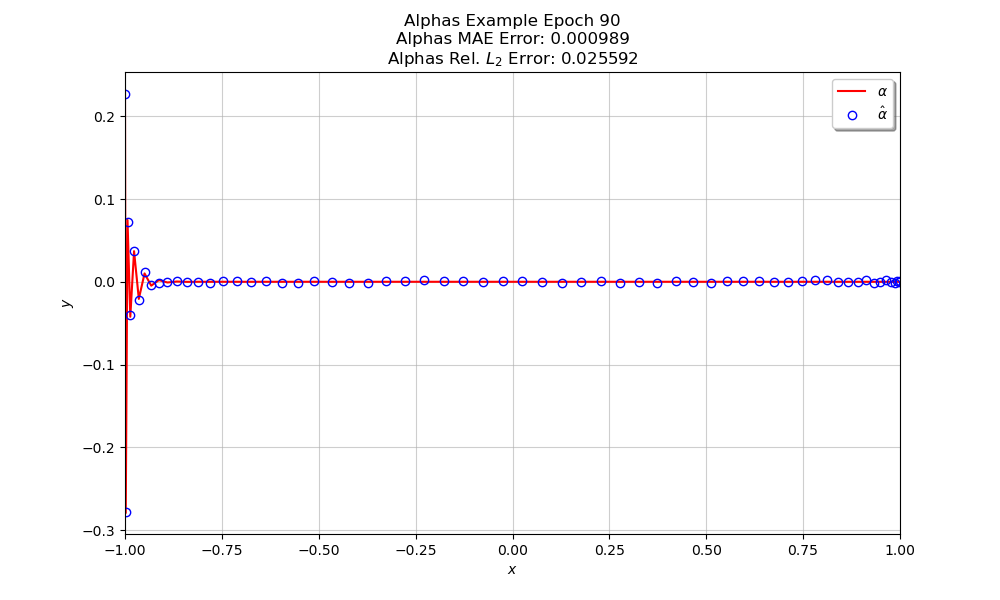 Alphas Example Epoch 90
Alphas MAE Error: 0.000989
Alphas Rel. $L_2$ Error: 0.025592
α
α̂
0.2
0.1
0.0
−0.1
−0.2
−0.3
y
−1.00 −0.75 −0.50 −0.25 0.00 0.25 0.50 0.75 1.00
x